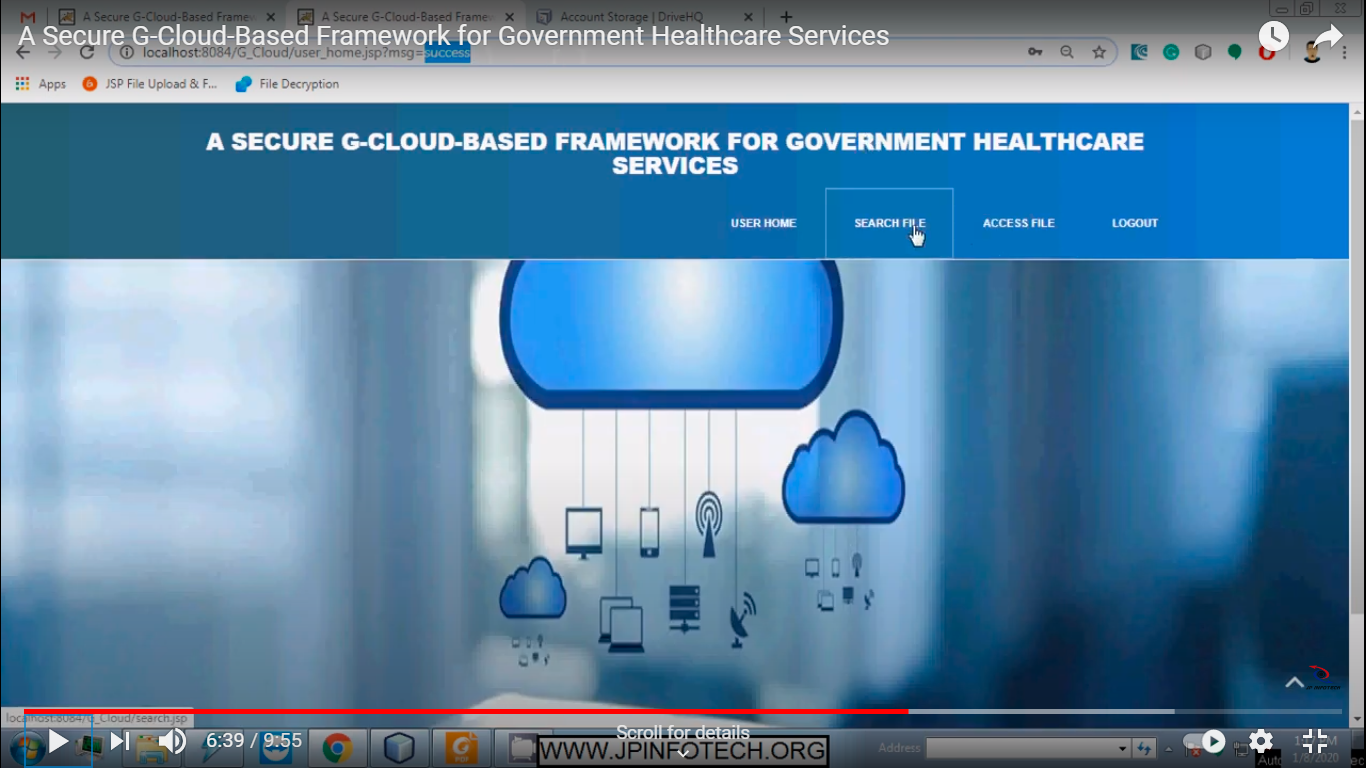 A Secure G-Cloud-Based Framew
A Secure G-Cloud-Based Frame
Account Storage | DriveHQ
A Secure G-Cloud-Based Framework for Government Healthcare Services
localhost:8084/G_Cloud/user_home.jsp?msg=success
Apps
JSP File Upload & F...
File Decryption
A SECURE G-CLOUD-BASED FRAMEWORK FOR GOVERNMENT HEALTHCARE
SERVICES
USER HOME
SEARCH FILE
ACCESS FILE
LOGOUT
localhost:8084/G_Cloud/search.jsp
Scroll for details
6:39 / 9:55
WWW.JPINFOTECH.ORG
Address
1/8/2020